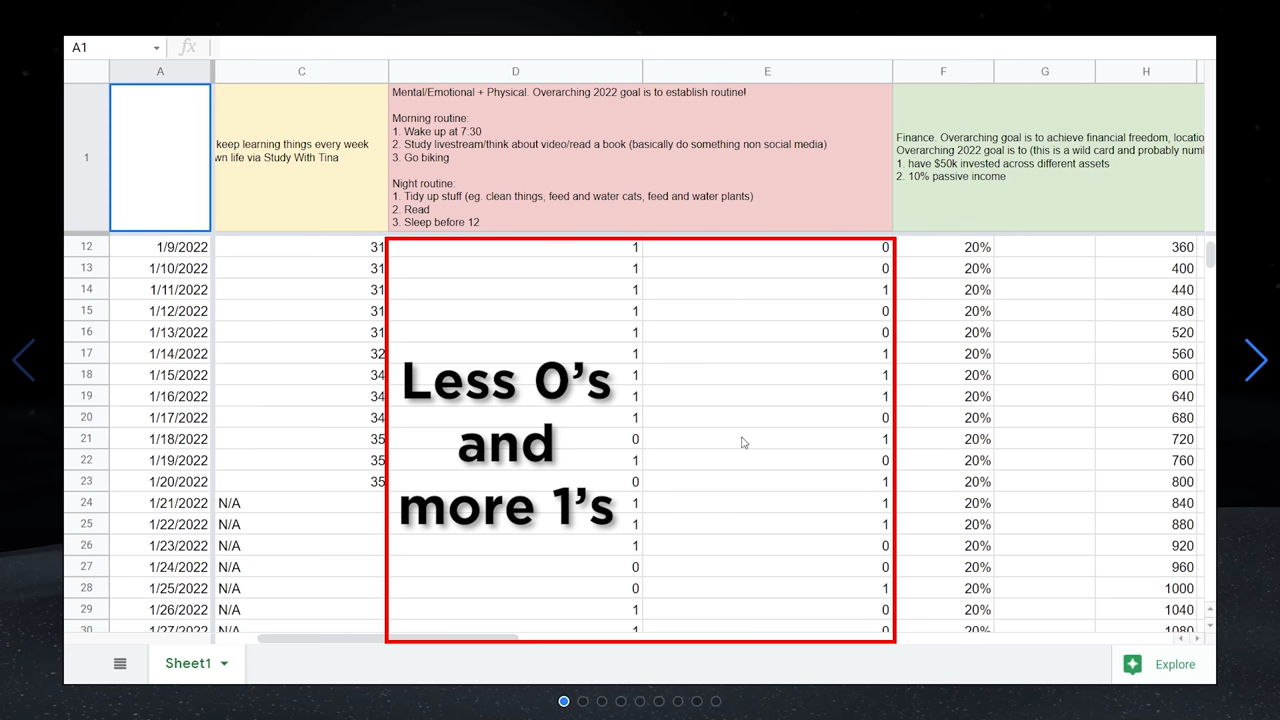 A1
fx
A C D E F G H
1
keep learning things every week
wn life via Study With Tina
Mental/Emotional + Physical. Overarching 2022 goal is to establish routine!
Morning routine:
1. Wake up at 7:30
2. Study livestream/think about video/read a book (basically do something non social media)
3. Go biking
Night routine:
1. Tidy up stuff (eg. clean things, feed and water cats, feed and water plants)
2. Read
3. Sleep before 12
Finance. Overarching goal is to achieve financial freedom, locatio
Overarching 2022 goal is to (this is a wild card and probably numl
1. have $50k invested across different assets
2. 10% passive income
12 1/9/2022 31 1 0 20% 360
13 1/10/2022 31 1 0 20% 400
14 1/11/2022 31 1 1 20% 440
15 1/12/2022 31 1 0 20% 480
16 1/13/2022 31 1 0 20% 520
17 1/14/2022 32 1 1 20% 560
18 1/15/2022 34 1 1 20% 600
19 1/16/2022 34 1 1 20% 640
20 1/17/2022 34 1 0 20% 680
21 1/18/2022 35 0 1 20% 720
22 1/19/2022 35 1 0 20% 760
23 1/20/2022 35 0 1 20% 800
24 1/21/2022 N/A 1 1 20% 840
25 1/22/2022 N/A 1 1 20% 880
26 1/23/2022 N/A 1 0 20% 920
27 1/24/2022 N/A 0 0 20% 960
28 1/25/2022 N/A 0 1 20% 1000
29 1/26/2022 N/A 1 0 20% 1040
30 1/27/2022 N/A 1 0 20% 1080
Less 0's
and
more 1's
Sheet1
Explore